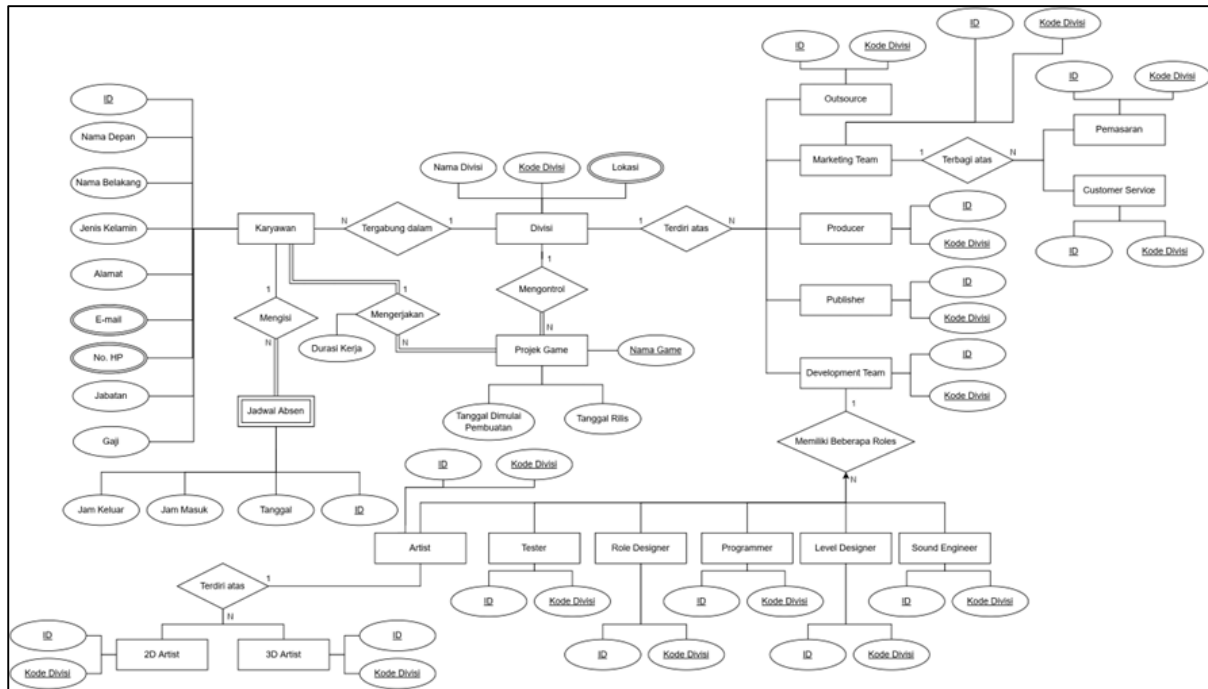 ID
Kode Divisi
ID
Kode Divisi
Outsource
ID
Kode Divisi
Pemasaran
Marketing Team
1
Terbagi atas
N
Customer Service
ID
Kode Divisi
ID
Nama Depan
Nama Belakang
Jenis Kelamin
Alamat
E-mail
No. HP
Jabatan
Gaji
Nama Divisi
Kode Divisi
Lokasi
Karyawan
N
Tergabung dalam
1
Divisi
1
Terdiri atas
N
Producer
ID
Kode Divisi
1
Mengisi
N
1
Mengerjakan
N
Durasi Kerja
1
Mengontrol
N
Projek Game
Nama Game
Tanggal Dimulai
Pembuatan
Tanggal Rilis
Publisher
ID
Kode Divisi
Development Team
ID
Kode Divisi
Jadwal Absen
Jam Keluar
Jam Masuk
Tanggal
ID
1
Memiliki Beberapa Roles
N
ID
Kode Divisi
Artist
Tester
Role Designer
Programmer
Level Designer
Sound Engineer
ID
Kode Divisi
ID
Kode Divisi
ID
Kode Divisi
ID
Kode Divisi
ID
Kode Divisi
Terdiri atas
1
N
ID
Kode Divisi
2D Artist
3D Artist
ID
Kode Divisi